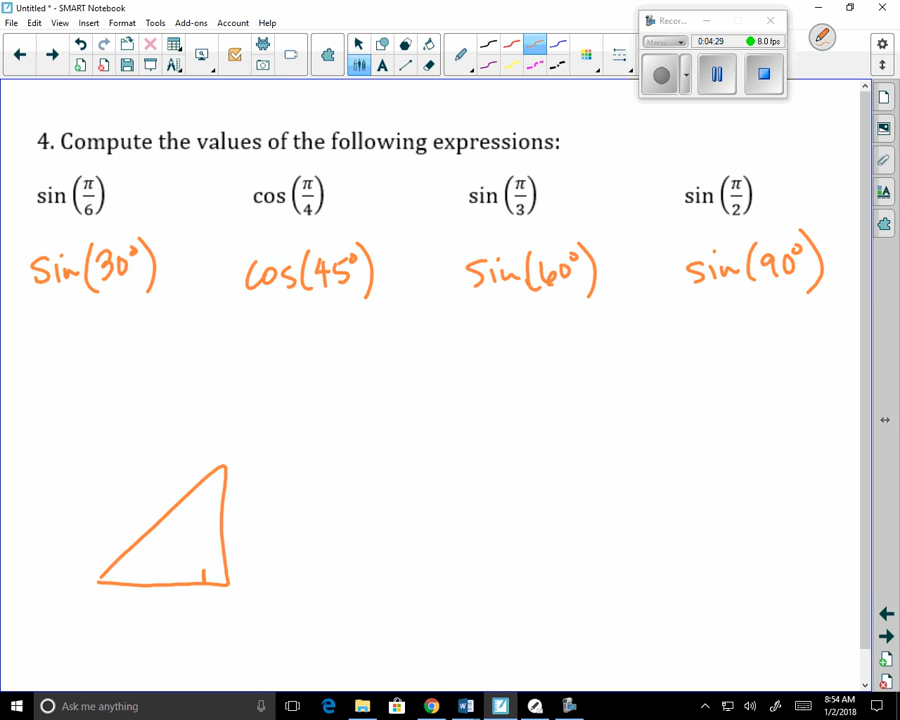 Untitled * - SMART Notebook
File Edit View Insert Format Tools Add-ons Account Help
Recor...
Menu
0:04:29 8.0 fps
4. Compute the values of the following expressions:
sin (π/6) cos (π/4) sin (π/3) sin (π/2)
sin(30°) cos(45°) sin(60°) sin(90°)
Ask me anything
8:54 AM
1/2/2018